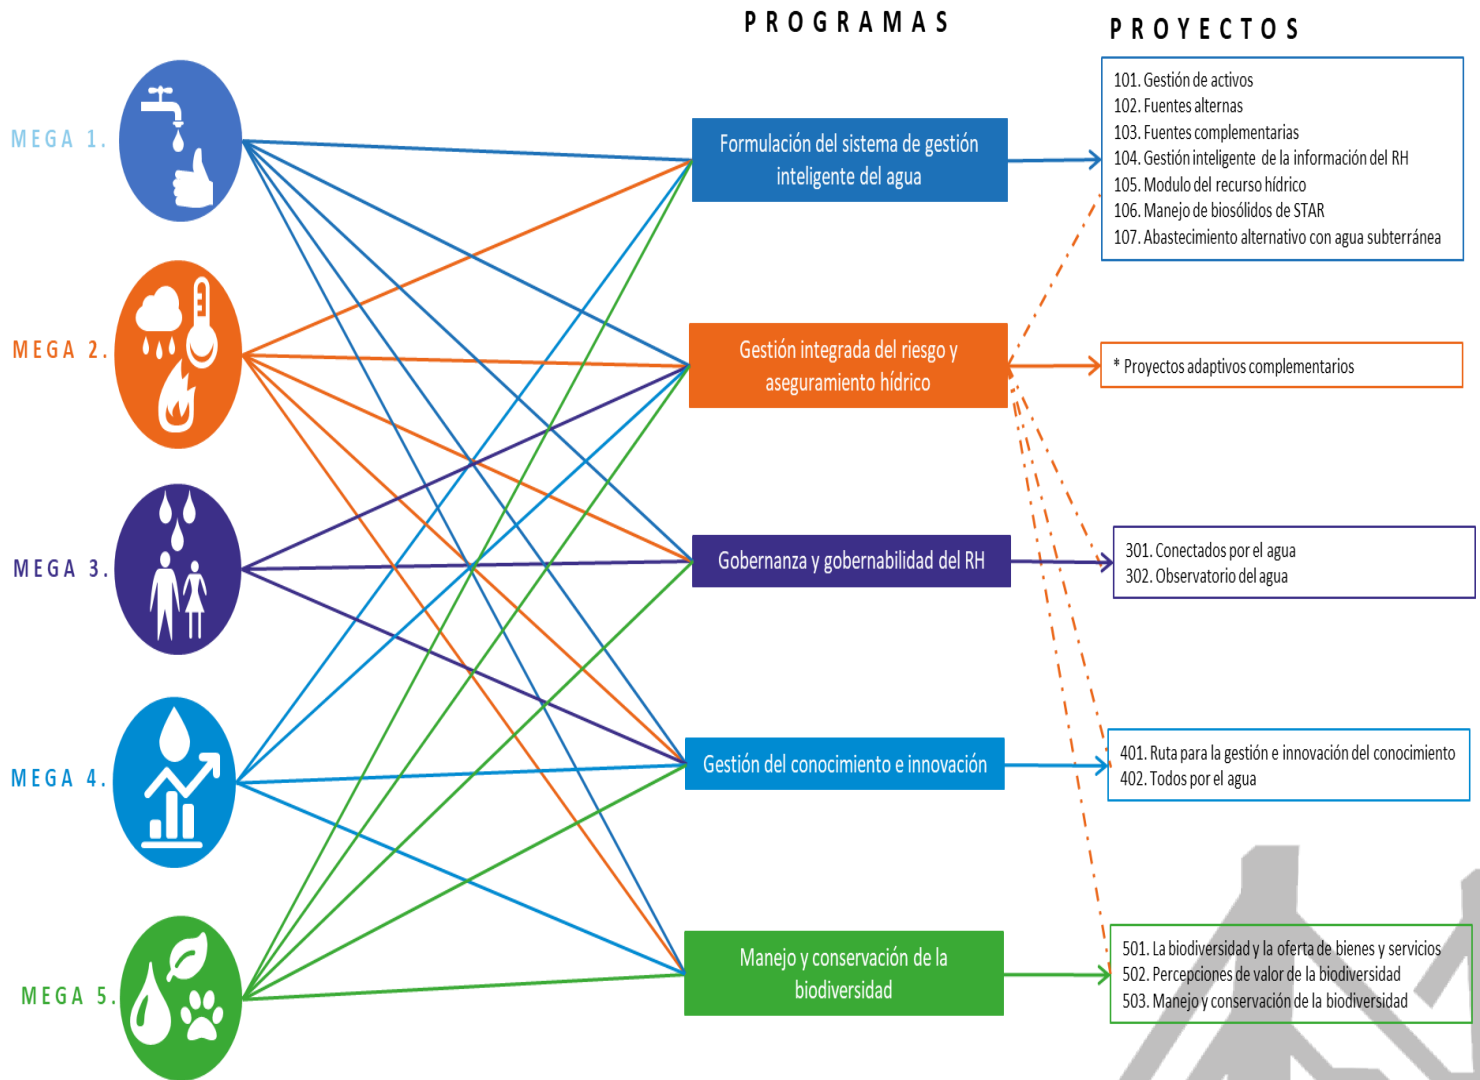 PROGRAMAS
PROYECTOS
MEGA 1.
Formulación del sistema de gestión
inteligente del agua
101. Gestión de activos
102. Fuentes alternas
103. Fuentes complementarias
104. Gestión inteligente de la información del RH
105. Modulo del recurso hídrico
106. Manejo de biosólidos de STAR
107. Abastecimiento alternativo con agua subterránea
MEGA 2.
Gestión integrada del riesgo y
aseguramiento hídrico
* Proyectos adaptivos complementarios
MEGA 3.
Gobernanza y gobernabilidad del RH
301. Conectados por el agua
302. Observatorio del agua
MEGA 4.
Gestión del conocimiento e innovación
401. Ruta para la gestión e innovación del conocimiento
402. Todos por el agua
MEGA 5.
Manejo y conservación de la
biodiversidad
501. La biodiversidad y la oferta de bienes y servicios
502. Percepciones de valor de la biodiversidad
503. Manejo y conservación de la biodiversidad